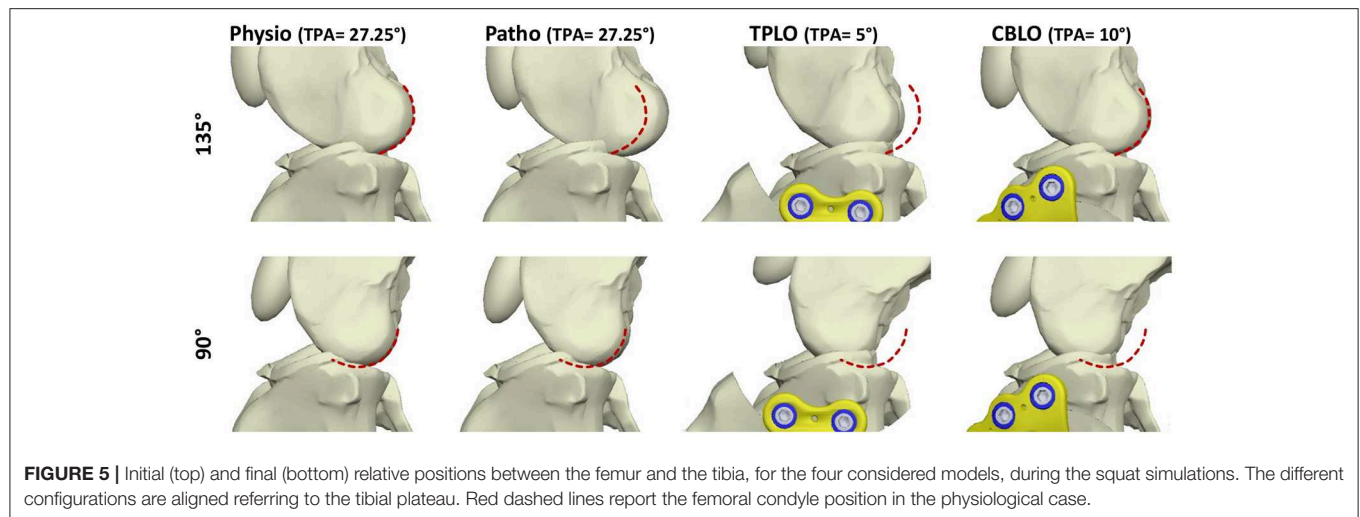 Physio (TPA= 27.25°) Patho (TPA= 27.25°) TPLO (TPA= 5°) CBLO (TPA= 10°)
135°
90°
FIGURE 5 | Initial (top) and final (bottom) relative positions between the femur and the tibia, for the four considered models, during the squat simulations. The different
configurations are aligned referring to the tibial plateau. Red dashed lines report the femoral condyle position in the physiological case.